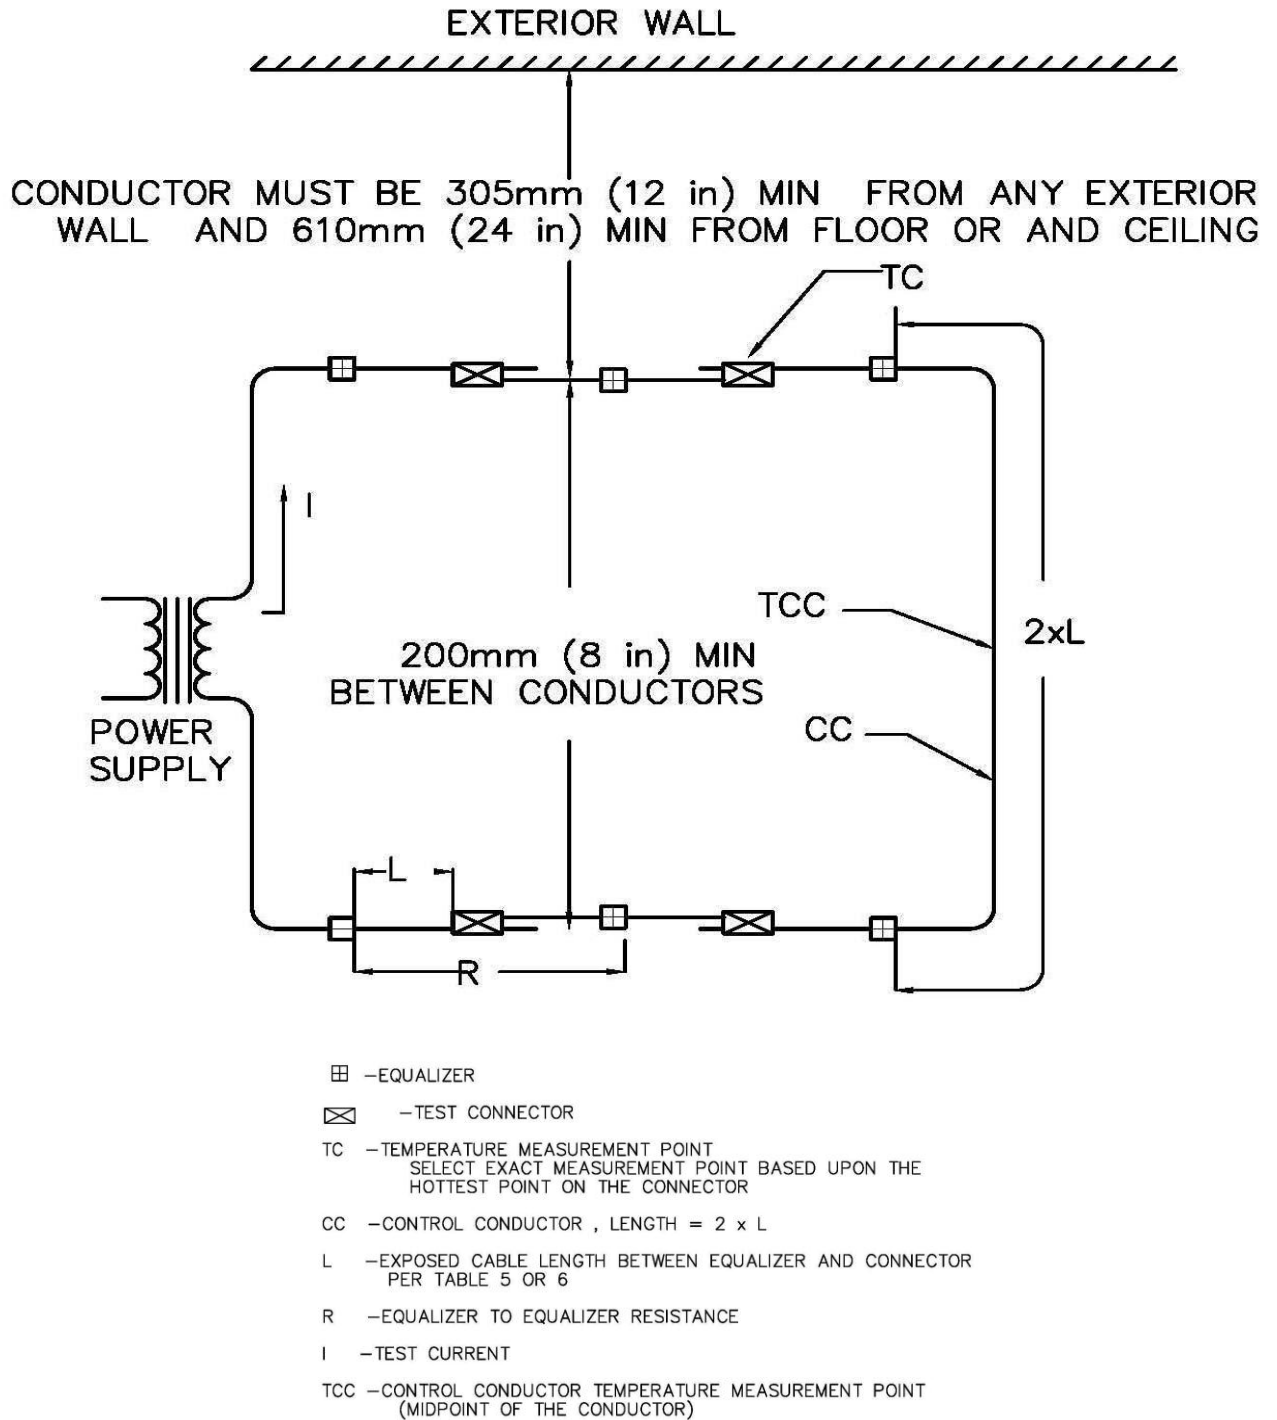 EXTERIOR WALL
CONDUCTOR MUST BE 305mm (12 in) MIN FROM ANY EXTERIOR
WALL AND 610mm (24 in) MIN FROM FLOOR OR AND CEILING
TC
I
TCC
2xL
200mm (8 in) MIN
BETWEEN CONDUCTORS
CC
POWER
SUPPLY
L
R
-EQUALIZER
-TEST CONNECTOR
TC -TEMPERATURE MEASUREMENT POINT
SELECT EXACT MEASUREMENT POINT BASED UPON THE
HOTTEST POINT ON THE CONNECTOR
CC -CONTROL CONDUCTOR , LENGTH = 2 x L
L -EXPOSED CABLE LENGTH BETWEEN EQUALIZER AND CONNECTOR
PER TABLE 5 OR 6
R -EQUALIZER TO EQUALIZER RESISTANCE
I -TEST CURRENT
TCC -CONTROL CONDUCTOR TEMPERATURE MEASUREMENT POINT
(MIDPOINT OF THE CONDUCTOR)